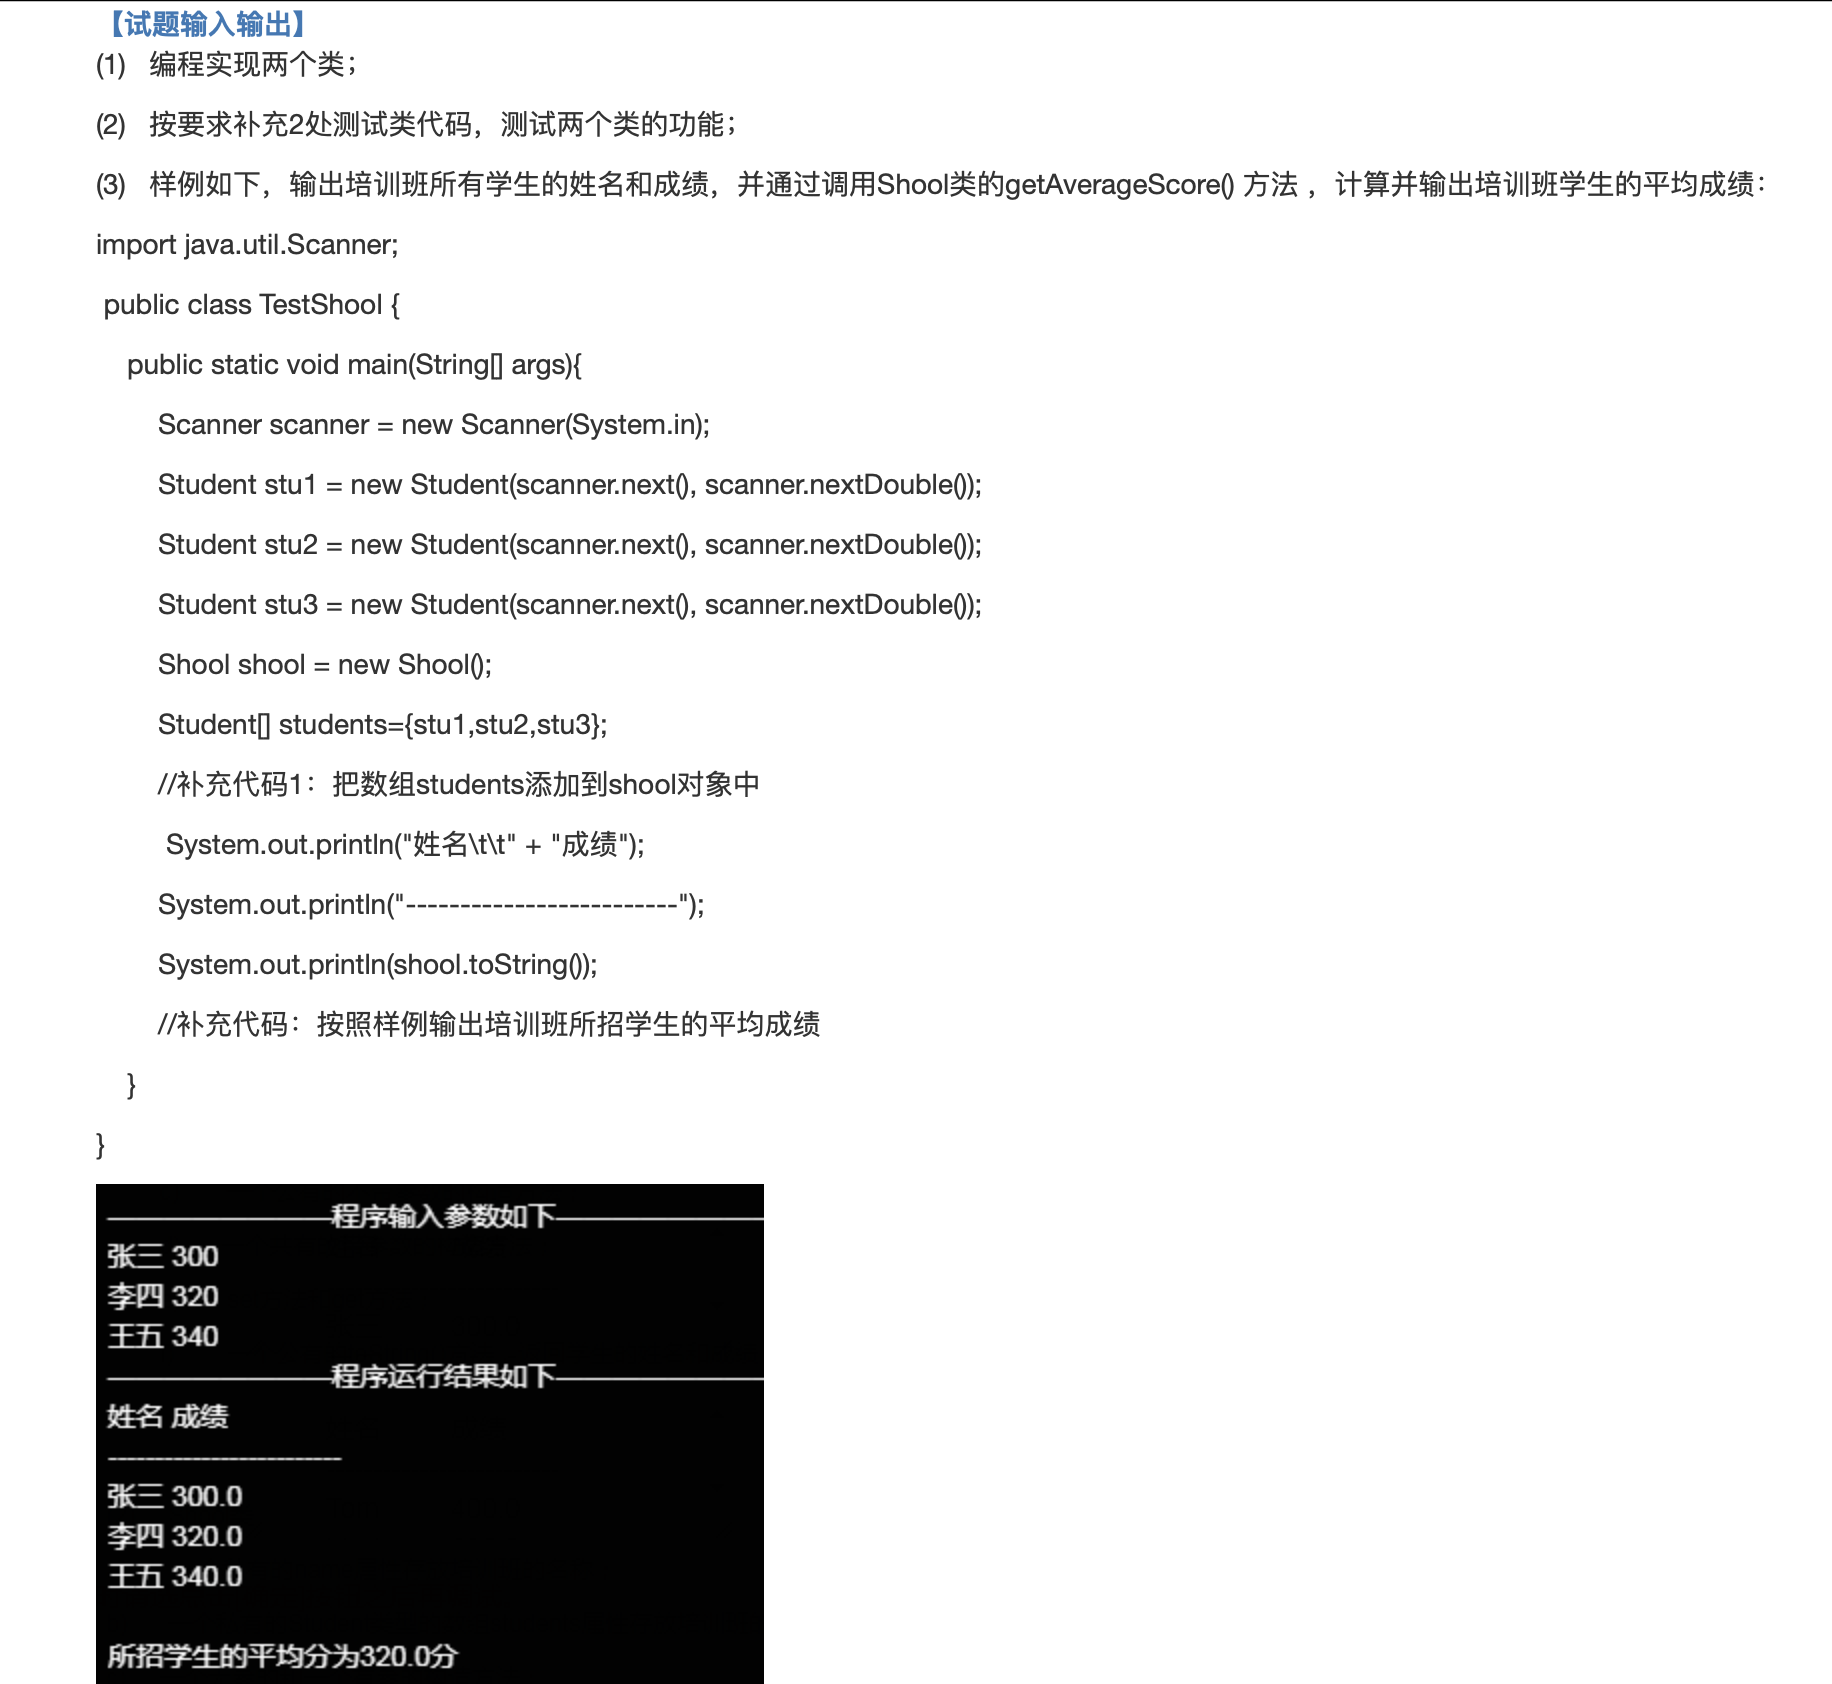 【试题输入输出】
(1) 编程实现两个类；
(2) 按要求补充2处测试类代码，测试两个类的功能；
(3) 样例如下，输出培训班所有学生的姓名和成绩，并通过调用Shool类的getAverageScore() 方法 ，计算并输出培训班学生的平均成绩：
import java.util.Scanner;
public class TestShool {
public static void main(String[] args){
Scanner scanner = new Scanner(System.in);
Student stu1 = new Student(scanner.next(), scanner.nextDouble());
Student stu2 = new Student(scanner.next(), scanner.nextDouble());
Student stu3 = new Student(scanner.next(), scanner.nextDouble());
Shool shool = new Shool();
Student[] students={stu1,stu2,stu3};
//补充代码1：把数组students添加到shool对象中
System.out.println("姓名\t\t" + "成绩");
System.out.println("-------------------------");
System.out.println(shool.toString());
//补充代码：按照样例输出培训班所招学生的平均成绩
}
}
————————程序输入参数如下————————
张三 300
李四 320
王五 340
————————程序运行结果如下————————
姓名 成绩
-------------------------
张三 300.0
李四 320.0
王五 340.0
所招学生的平均分为320.0分